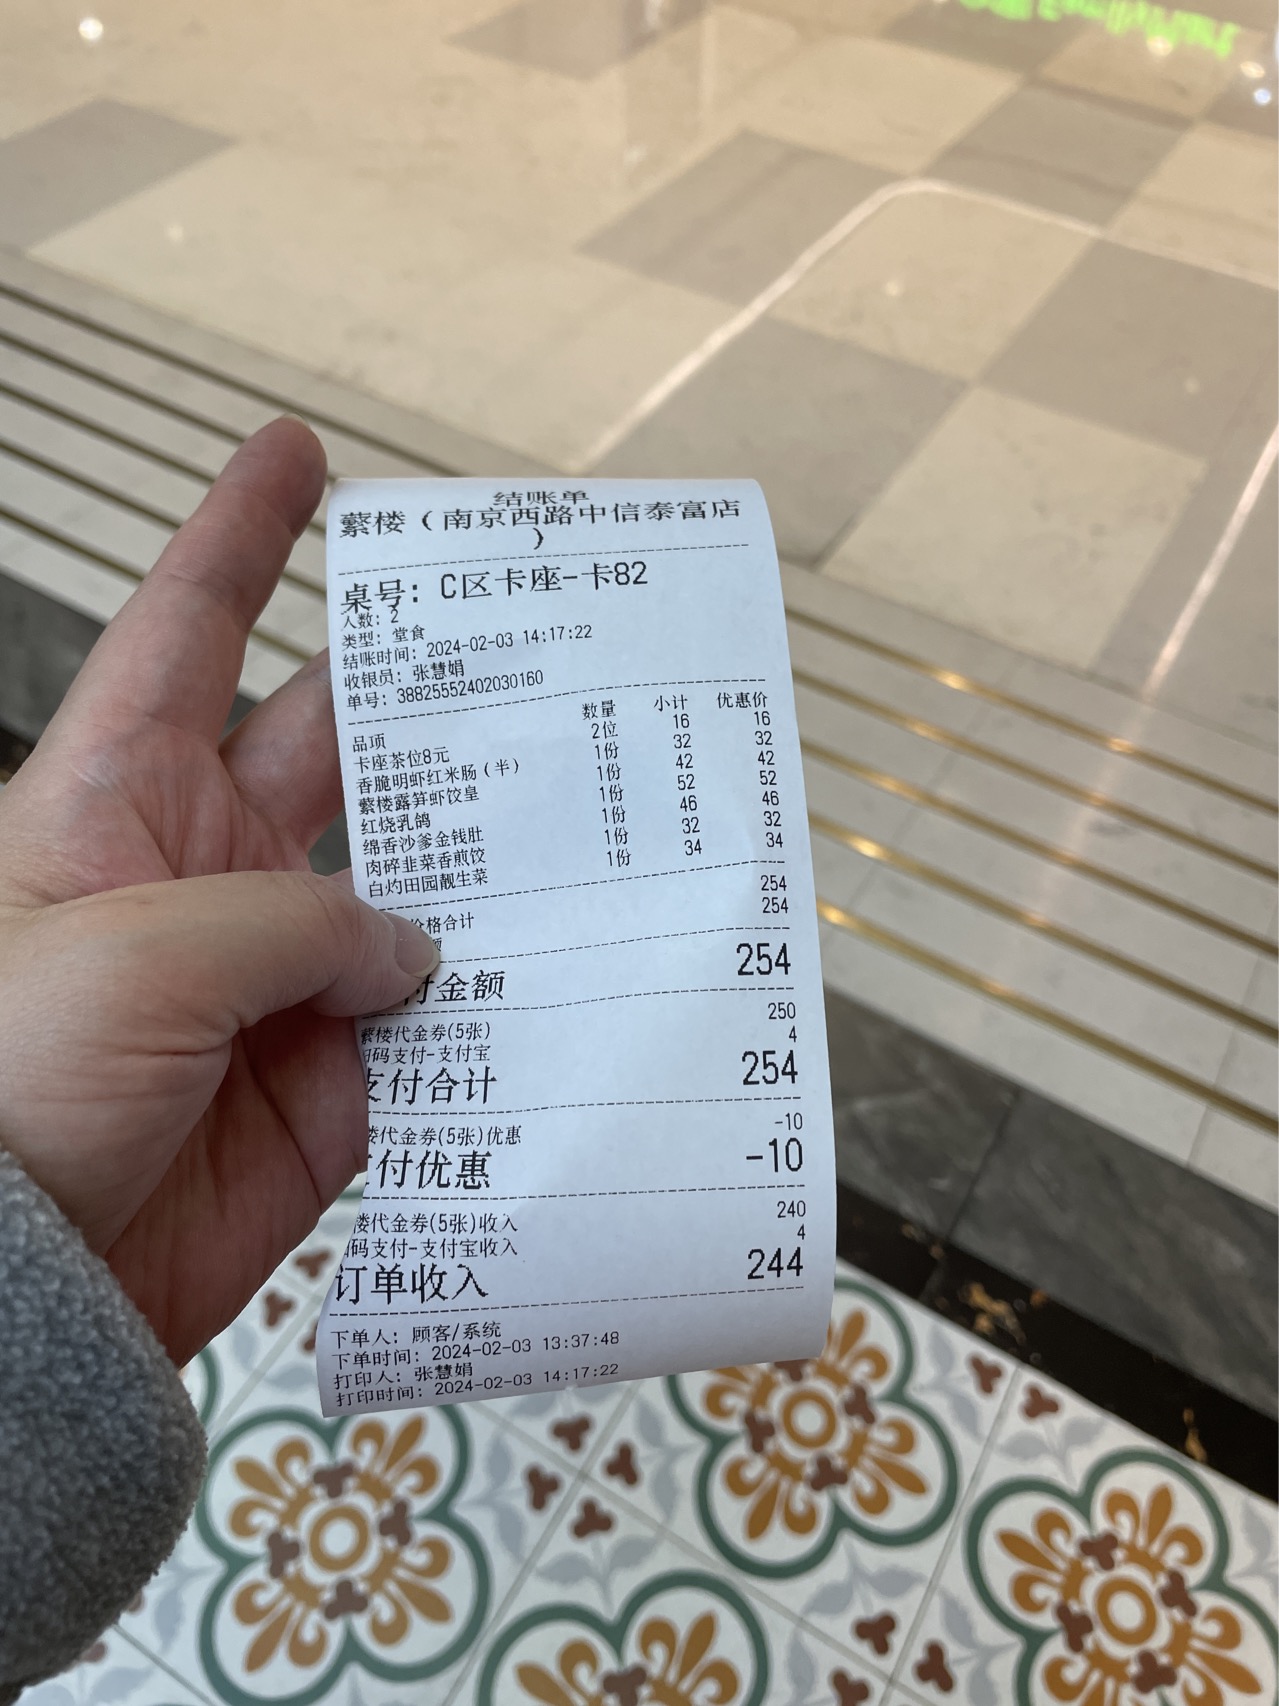 结账单
蘩楼（南京西路中信泰富店
）
桌号: C区卡座-卡82
人数: 2
类型: 堂食
结账时间: 2024-02-03 14:17:22
收银员: 张慧娟
单号: 38825552402030160
品项 数量 小计 优惠价
卡座茶位8元 2位 16 16
香脆明虾红米肠（半） 1份 32 32
蘩楼露笋虾饺皇 1份 42 42
红烧乳鸽 1份 52 52
绵香沙爹金钱肚 1份 46 46
肉碎韭菜香煎饺 1份 32 32
白灼田园靓生菜 1份 34 34
价格合计 254
额 254
付金额 254
蘩楼代金券(5张) 250
扫码支付-支付宝 4
支付合计 254
楼代金券(5张)优惠 -10
支付优惠 -10
楼代金券(5张)收入 240
扫码支付-支付宝收入 4
订单收入 244
下单人: 顾客/系统
下单时间: 2024-02-03 13:37:48
打印人: 张慧娟
打印时间: 2024-02-03 14:17:22